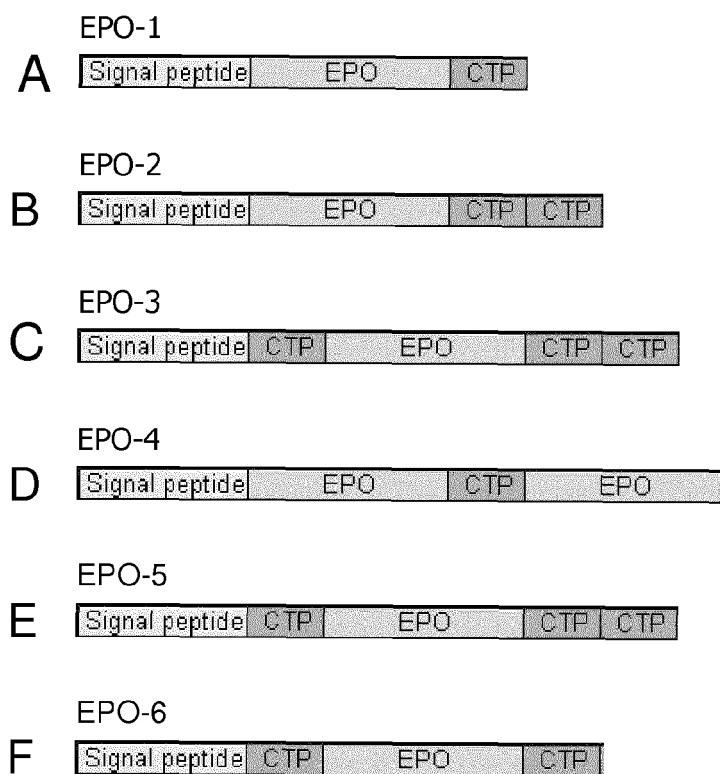 EPO-1
A Signal peptide EPO CTP
EPO-2
B Signal peptide EPO CTP CTP
EPO-3
C Signal peptide CTP EPO CTP CTP
EPO-4
D Signal peptide EPO CTP EPO
EPO-5
E Signal peptide CTP EPO CTP CTP
EPO-6
F Signal peptide CTP EPO CTP